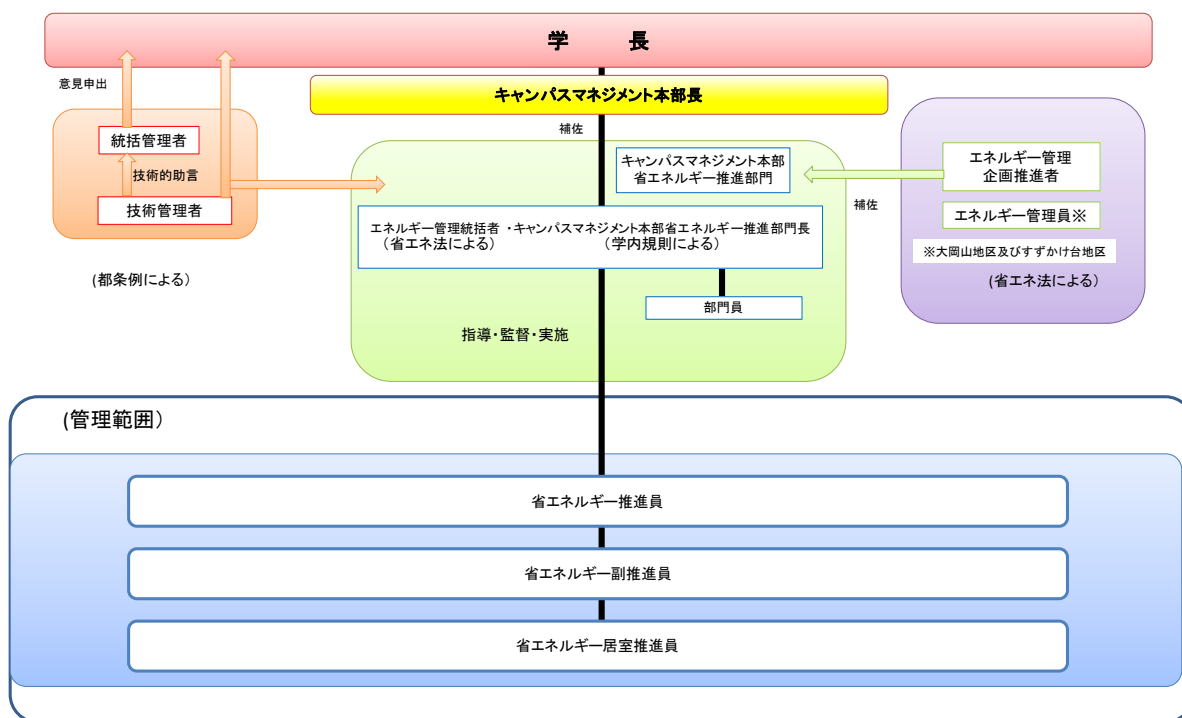 学　　長
意見申出
キャンパスマネジメント本部長
補佐
統括管理者
技術的助言
技術管理者
(都条例による）
キャンパスマネジメント本部
省エネルギー推進部門
エネルギー管理統括者 ・キャンパスマネジメント本部省エネルギー推進部門長
（省エネ法による）　（学内規則による）
部門員
指導・監督・実施
補佐
エネルギー管理
企画推進者
エネルギー管理員※
※大岡山地区及びすずかけ台地区
(省エネ法による）
(管理範囲）
省エネルギー推進員
省エネルギー副推進員
省エネルギー居室推進員